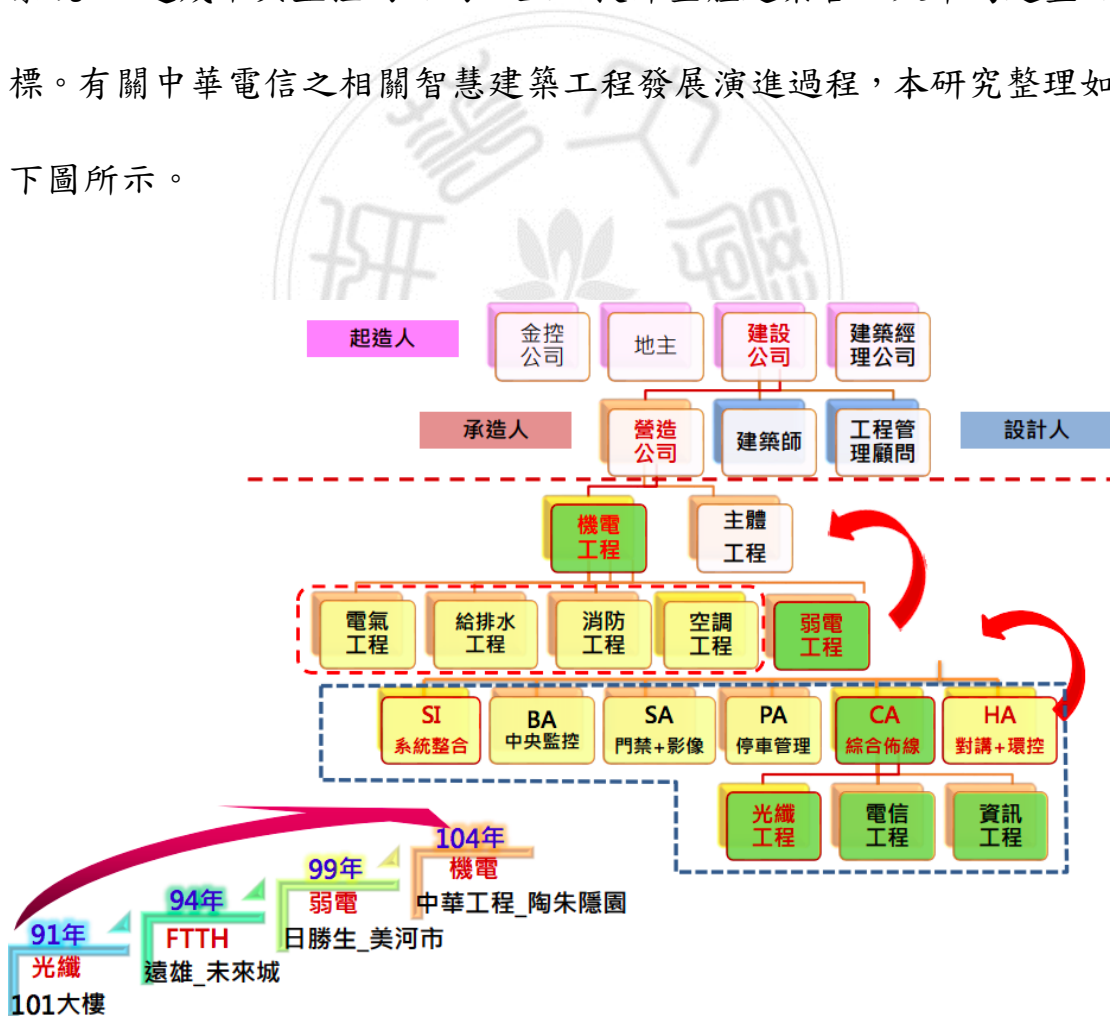 標。有關中華電信之相關智慧建築工程發展演進過程,本研究整理如
下圖所示。
起造人
金控
公司
地主
建設
公司
建築經
理公司
承造人
營造
公司
建築師
工程管
理顧問
設計人
機電
工程
主體
工程
電氣
工程
給排水
工程
消防
工程
空調
工程
弱電
工程
SI
系統整合
BA
中央監控
SA
門禁+影像
PA
停車管理
CA
綜合佈線
HA
對講+環控
光纖
工程
電信
工程
資訊
工程
104年
機電
中華工程_陶朱隱園
99年
弱電
日勝生_美河市
94年
FTTH
遠雄_未來城
91年
光纖
101大樓